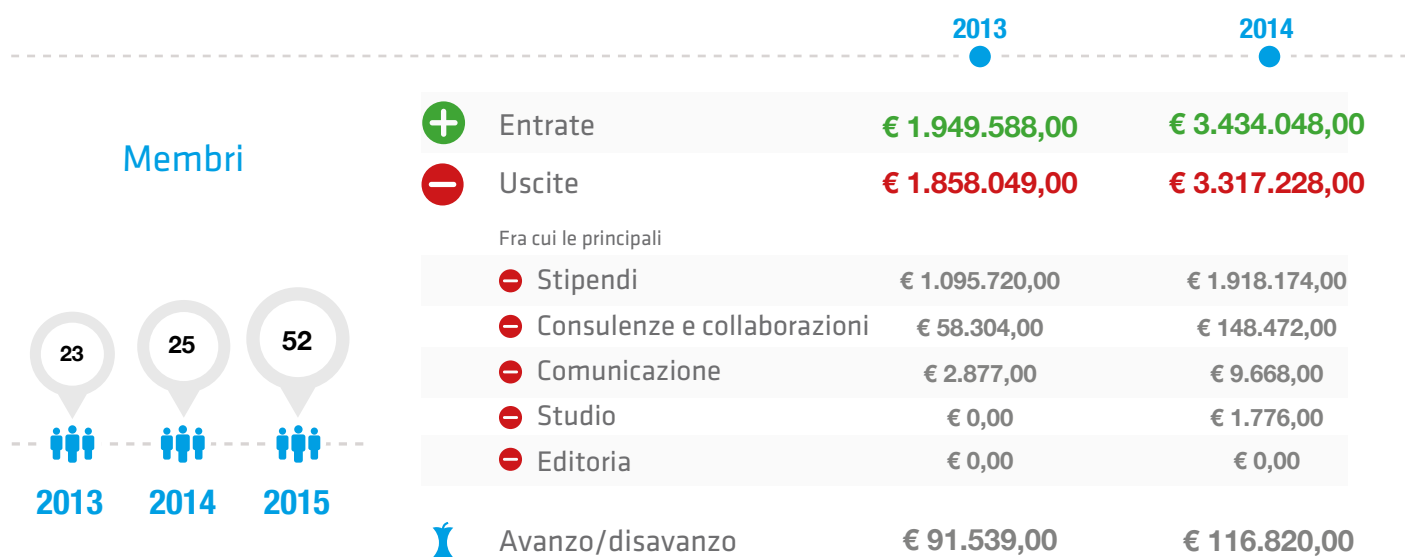 2013 2014
Membri
Entrate € 1.949.588,00 € 3.434.048,00
Uscite € 1.858.049,00 € 3.317.228,00
Fra cui le principali
Stipendi € 1.095.720,00 € 1.918.174,00
Consulenze e collaborazioni € 58.304,00 € 148.472,00
Comunicazione € 2.877,00 € 9.668,00
Studio € 0,00 € 1.776,00
Editoria € 0,00 € 0,00
Avanzo/disavanzo € 91.539,00 € 116.820,00
23 25 52
2013 2014 2015